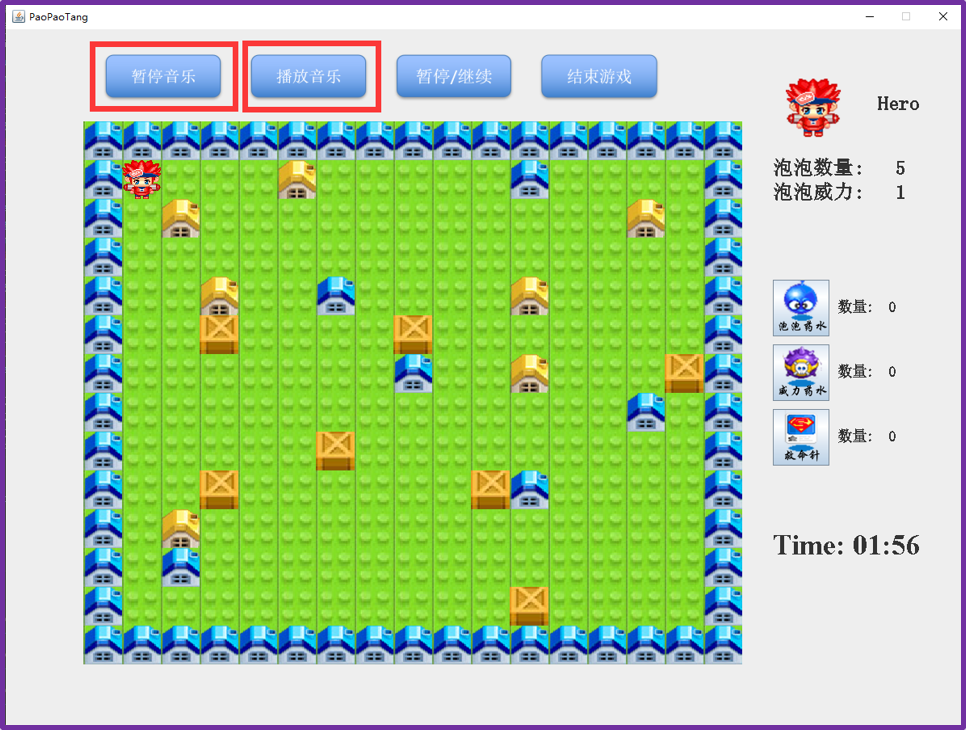 PaoPaoTang
暂停音乐
播放音乐
暂停/继续
结束游戏
Hero
泡泡数量: 5
泡泡威力: 1
泡泡药水
数量: 0
威力药水
数量: 0
救命针
数量: 0
Time: 01:56